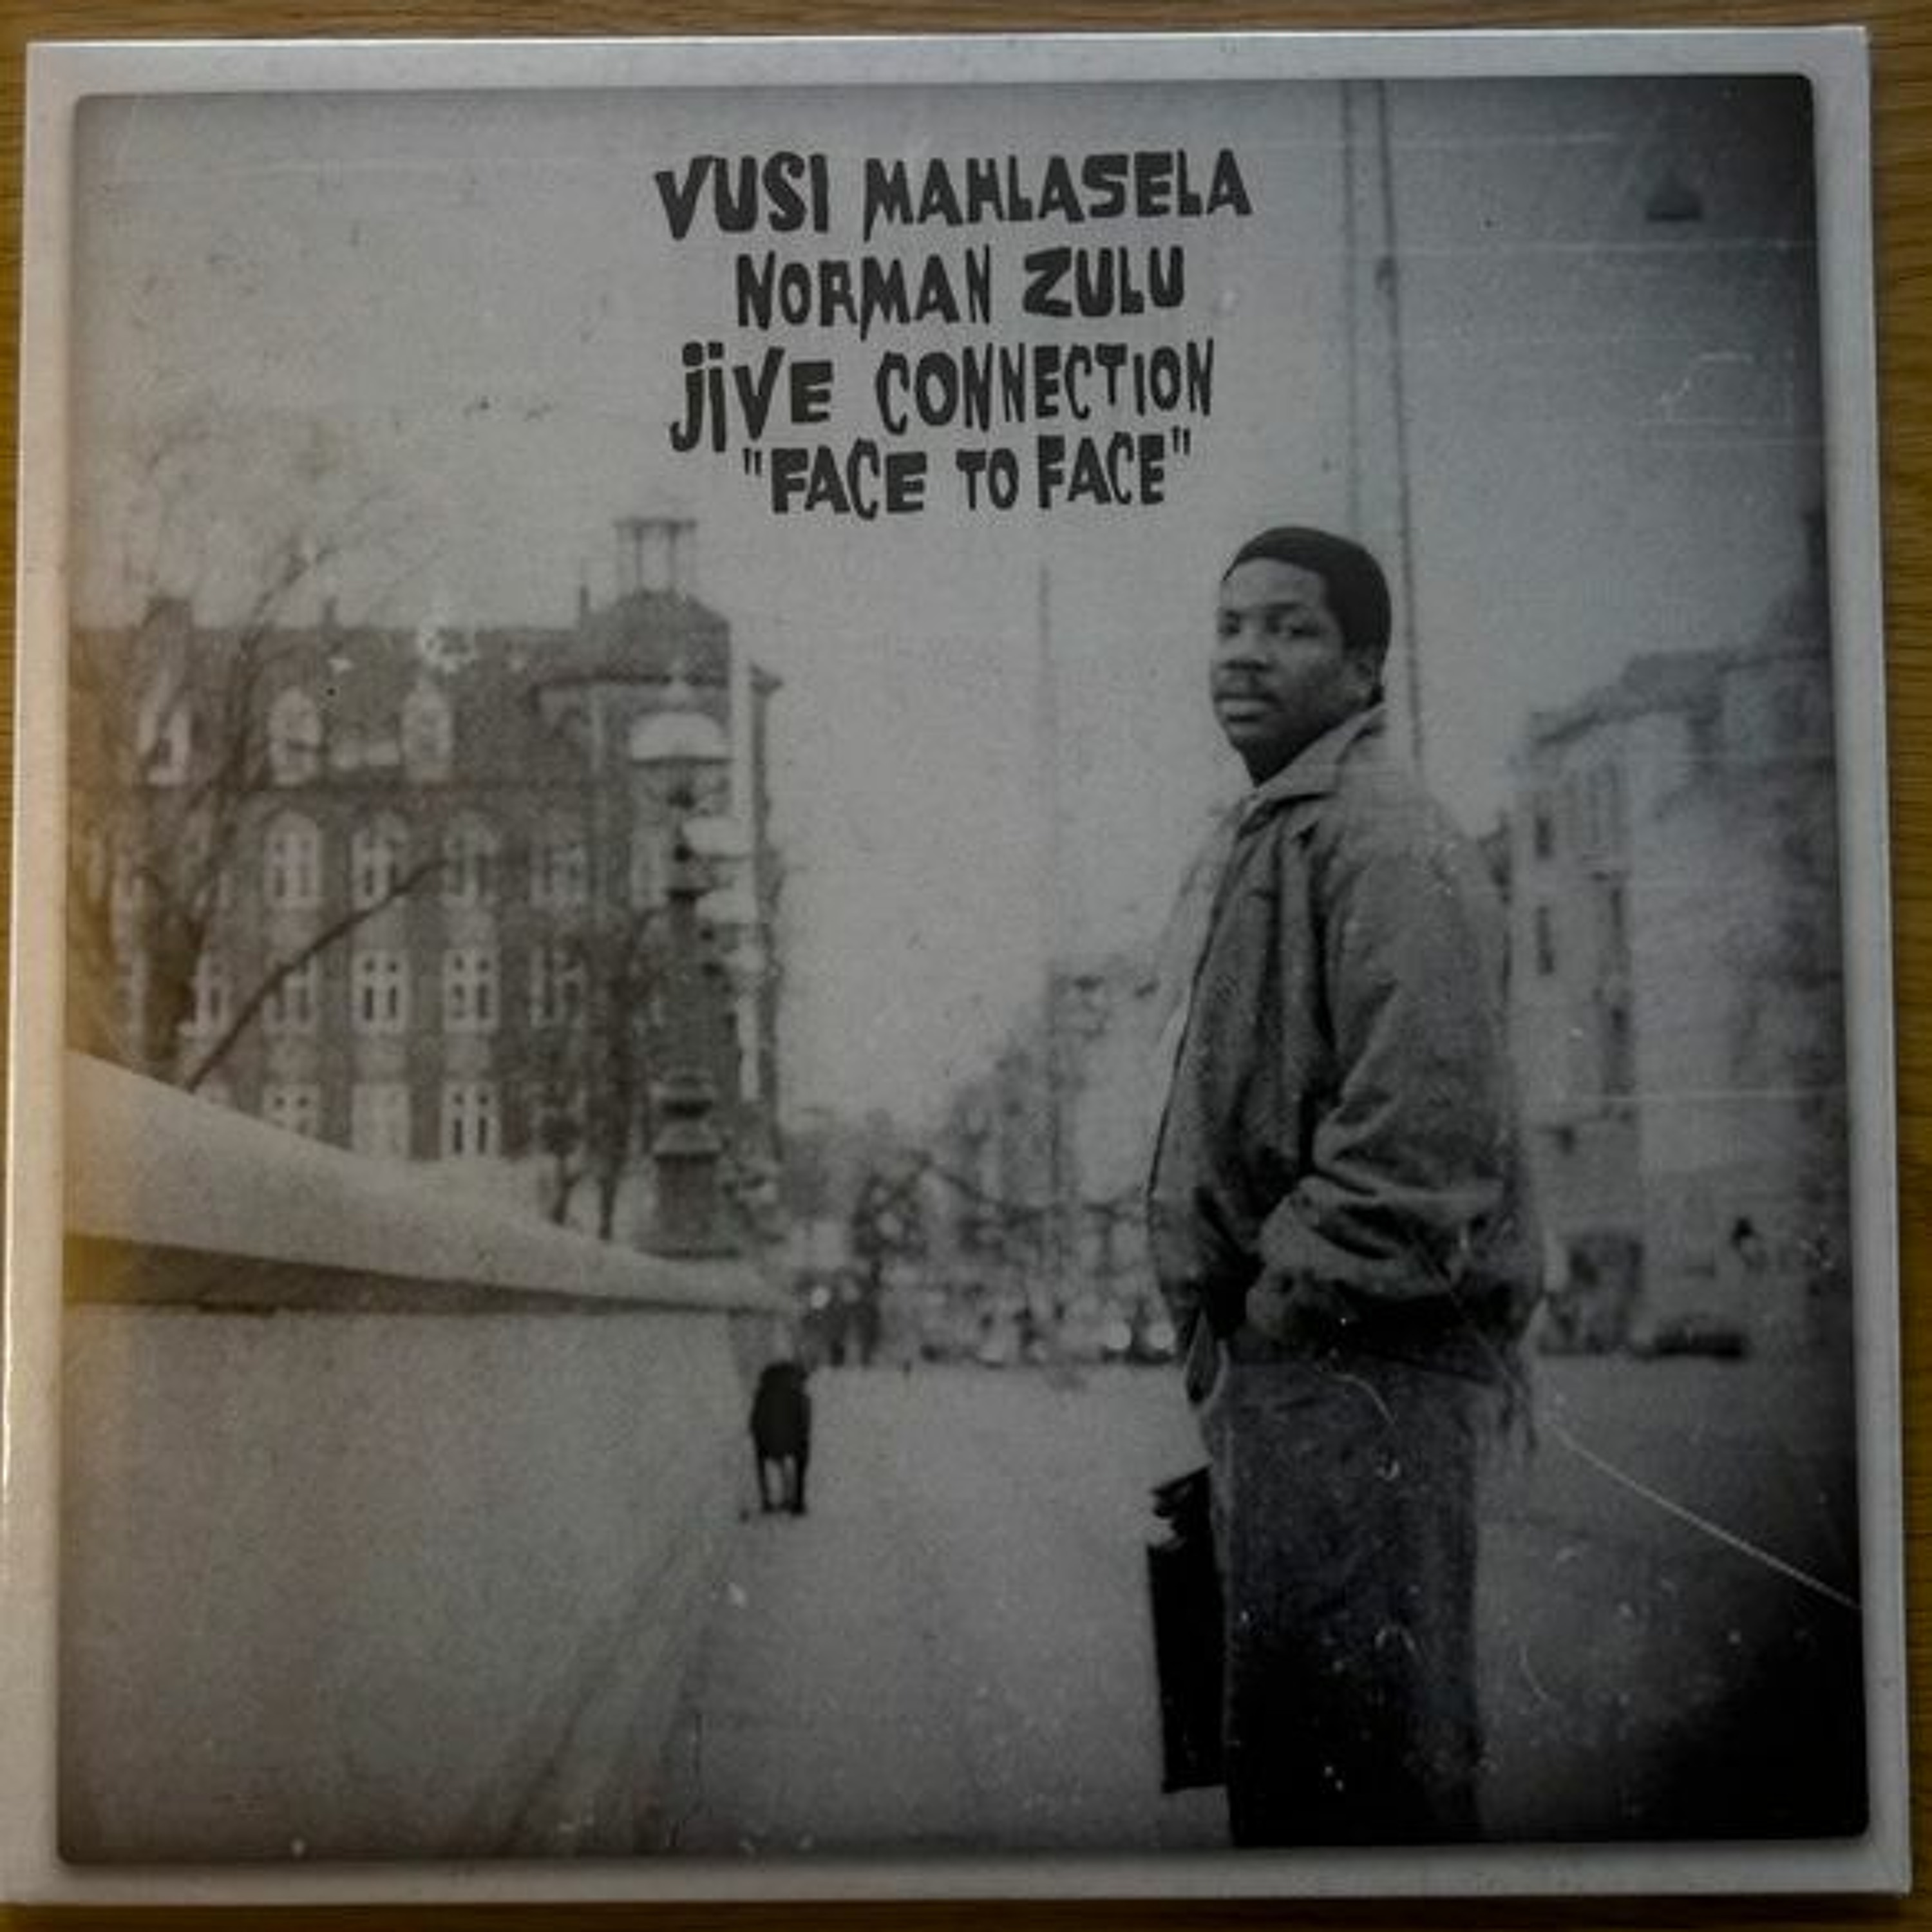 VUSI MAHLASELA
NORMAN ZULU
JiVE CONNECTION
"FACE TO FACE"